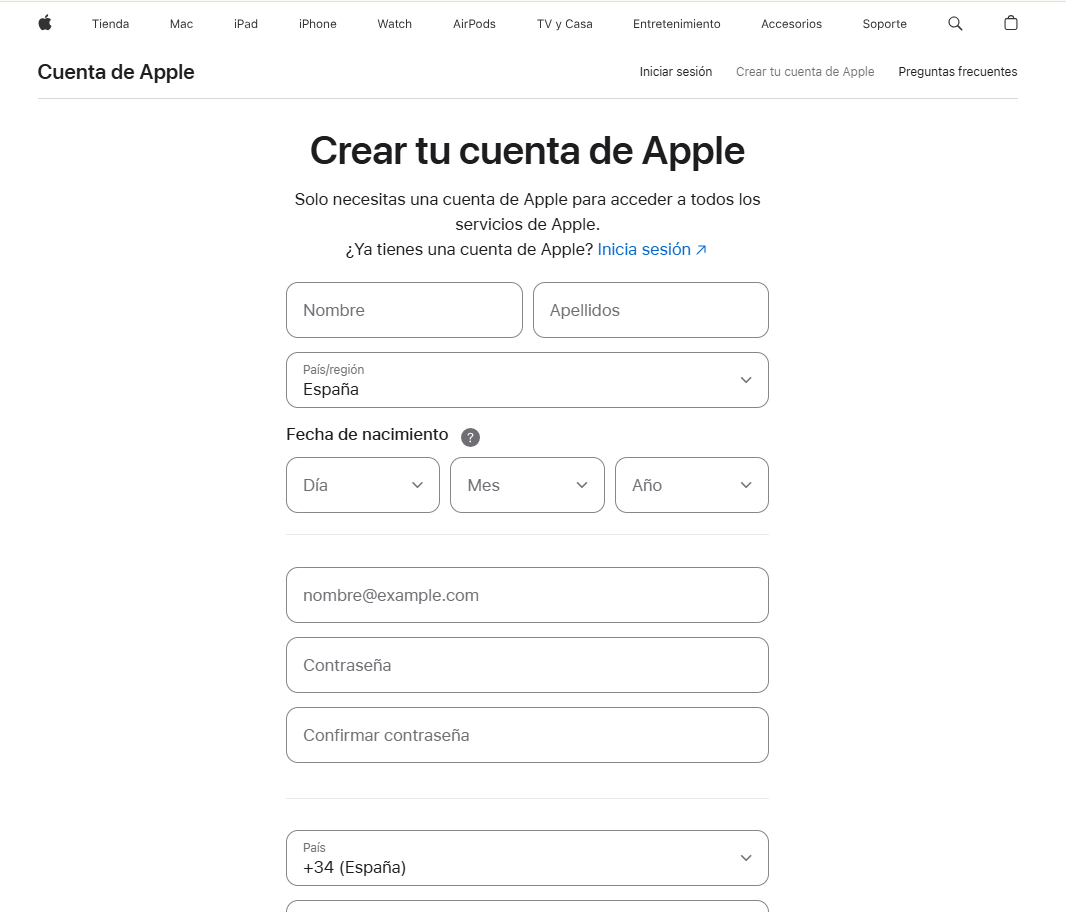 Tienda Mac iPad iPhone Watch AirPods TV y Casa Entretenimiento Accesorios Soporte
Cuenta de Apple Iniciar sesión Crear tu cuenta de Apple Preguntas frecuentes
Crear tu cuenta de Apple
Solo necesitas una cuenta de Apple para acceder a todos los
servicios de Apple.
¿Ya tienes una cuenta de Apple? Inicia sesión ↗
Nombre Apellidos
País/región
España
Fecha de nacimiento ?
Día Mes Año
nombre@example.com
Contraseña
Confirmar contraseña
País
+34 (España)